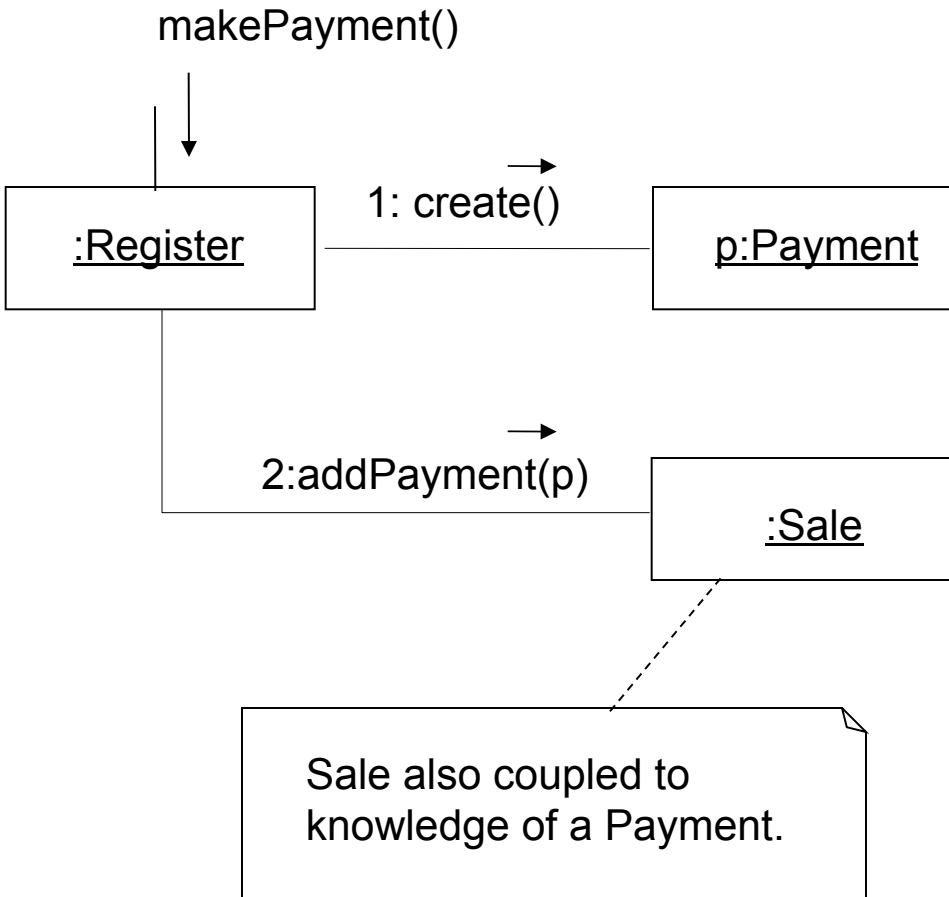 makePayment()
1: create()
:Register
p:Payment
2:addPayment(p)
:Sale
Sale also coupled to
knowledge of a Payment.